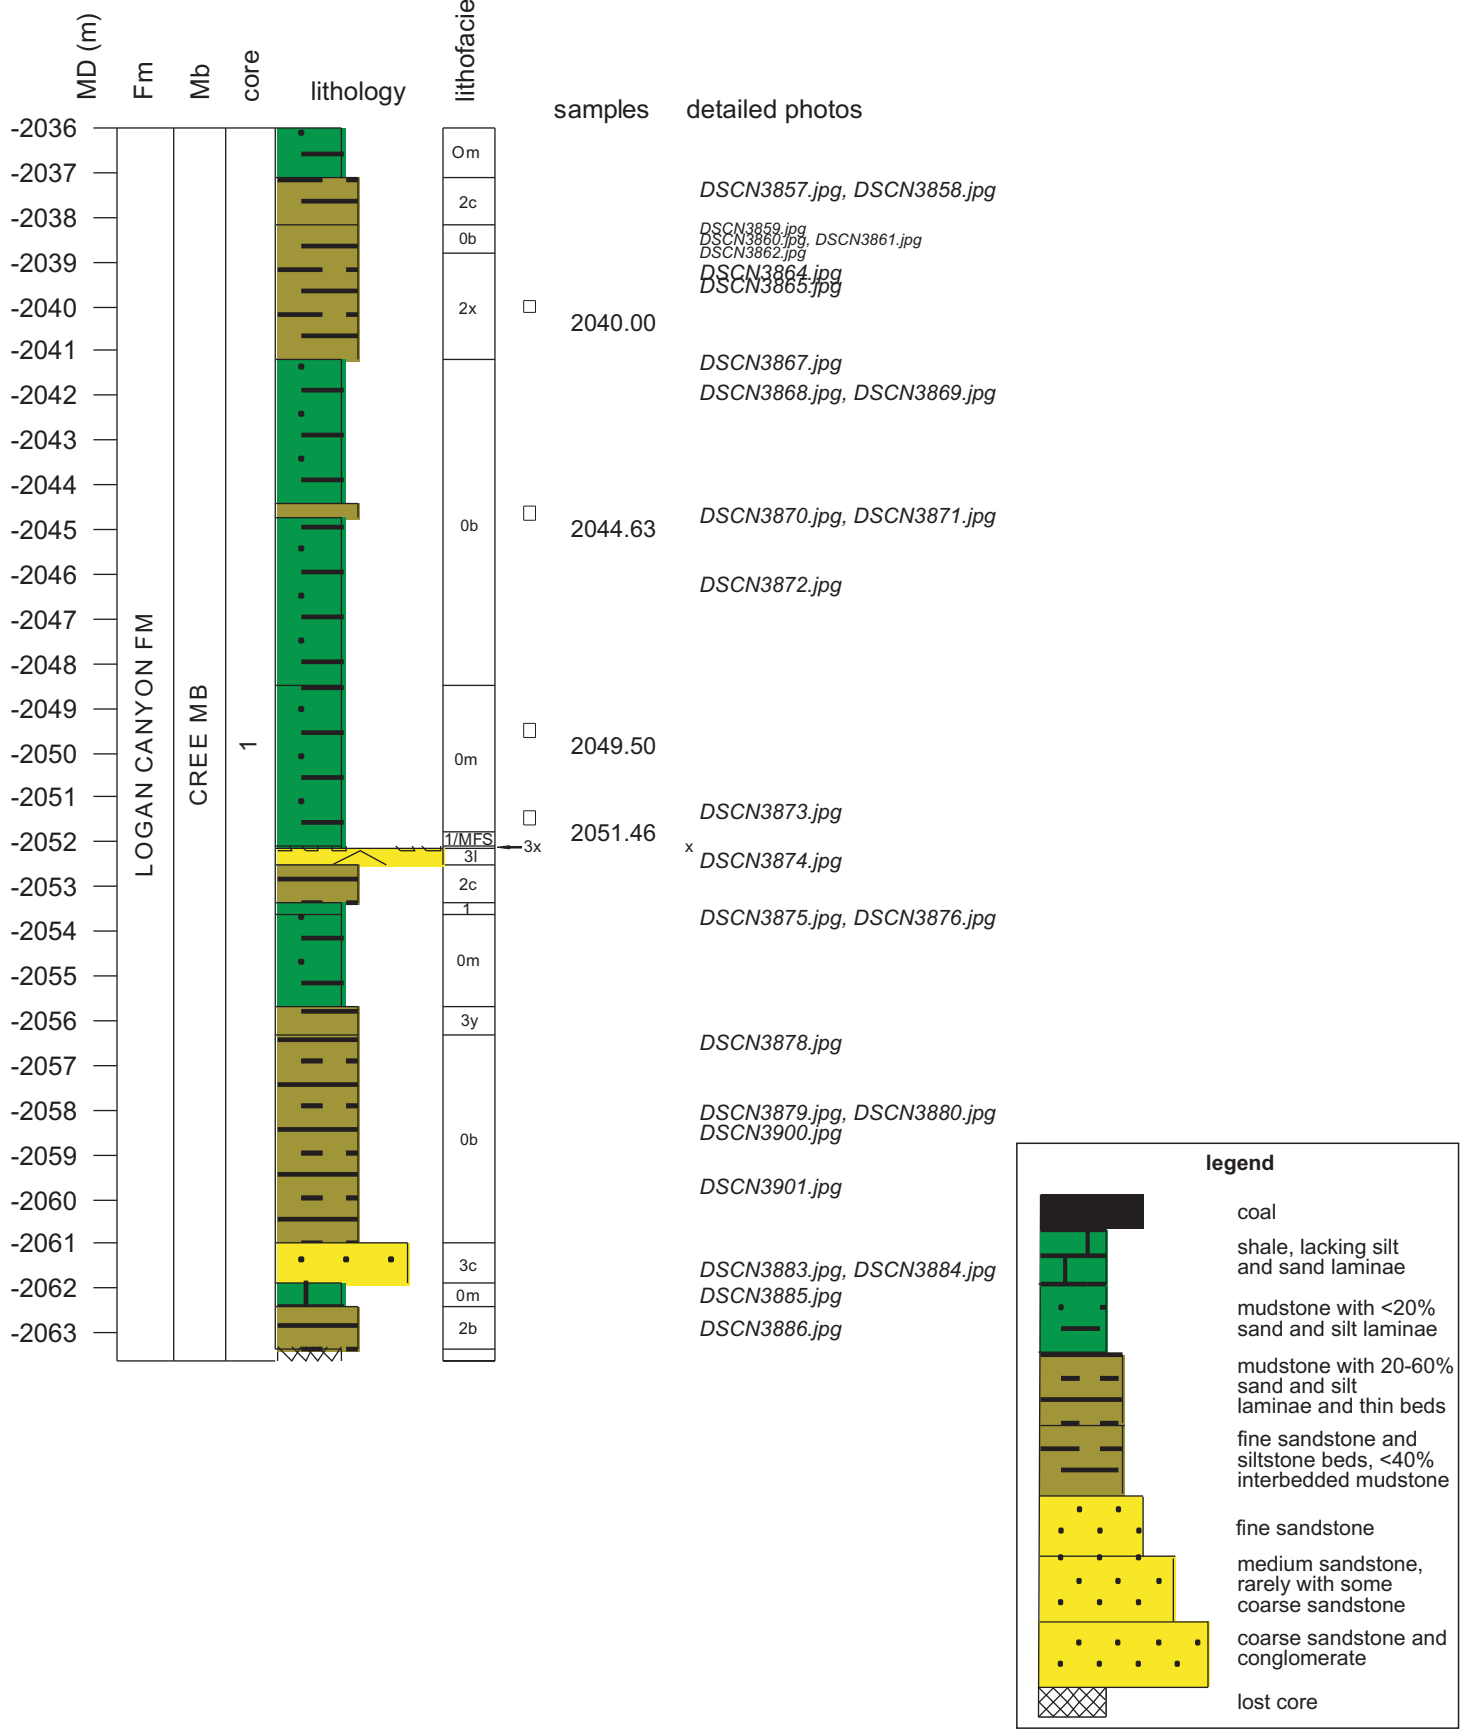 MD (m)
Fm
Mb
core
lithology
lithofacie
samples
detailed photos
-2036
-2037
-2038
-2039
-2040
-2041
-2042
-2043
-2044
-2045
-2046
-2047
-2048
-2049
-2050
-2051
-2052
-2053
-2054
-2055
-2056
-2057
-2058
-2059
-2060
-2061
-2062
-2063
LOGAN CANYON FM
CREE MB
1
Om
2c
0b
2x
0b
0m
1/MFS
3l
2c
1
0m
3y
0b
3c
0m
2b
3x
2040.00
2044.63
2049.50
2051.46
x
DSCN3857.jpg, DSCN3858.jpg
DSCN3859.jpg
DSCN3860.jpg, DSCN3861.jpg
DSCN3862.jpg
DSCN3864.jpg
DSCN3865.jpg
DSCN3867.jpg
DSCN3868.jpg, DSCN3869.jpg
DSCN3870.jpg, DSCN3871.jpg
DSCN3872.jpg
DSCN3873.jpg
DSCN3874.jpg
DSCN3875.jpg, DSCN3876.jpg
DSCN3878.jpg
DSCN3879.jpg, DSCN3880.jpg
DSCN3900.jpg
DSCN3901.jpg
DSCN3883.jpg, DSCN3884.jpg
DSCN3885.jpg
DSCN3886.jpg
legend
coal
shale, lacking silt
and sand laminae
mudstone with <20%
sand and silt laminae
mudstone with 20-60%
sand and silt
laminae and thin beds
fine sandstone and
siltstone beds, <40%
interbedded mudstone
fine sandstone
medium sandstone,
rarely with some
coarse sandstone
coarse sandstone and
conglomerate
lost core